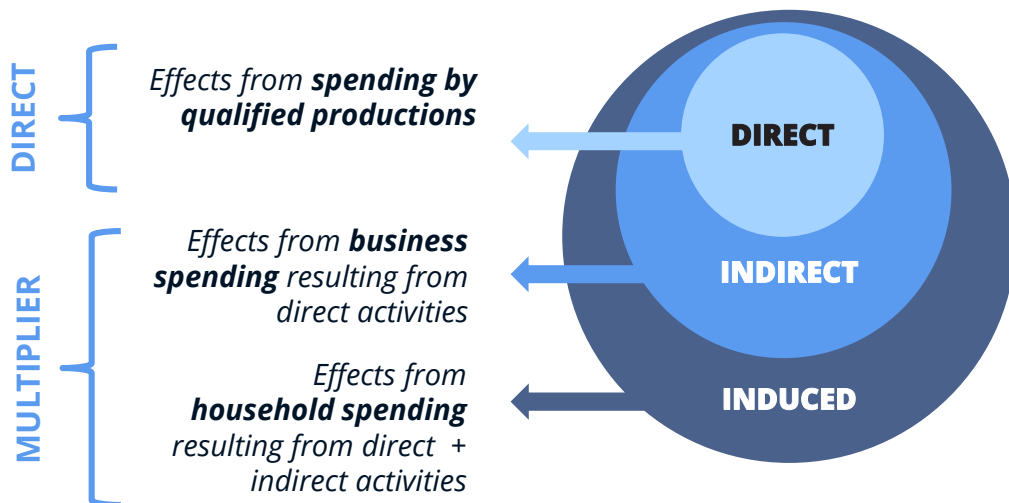 DIRECT
Effects from spending by
qualified productions
MULTIPLIER
Effects from business
spending resulting from
direct activities
Effects from
household spending
resulting from direct +
indirect activities
DIRECT
INDIRECT
INDUCED